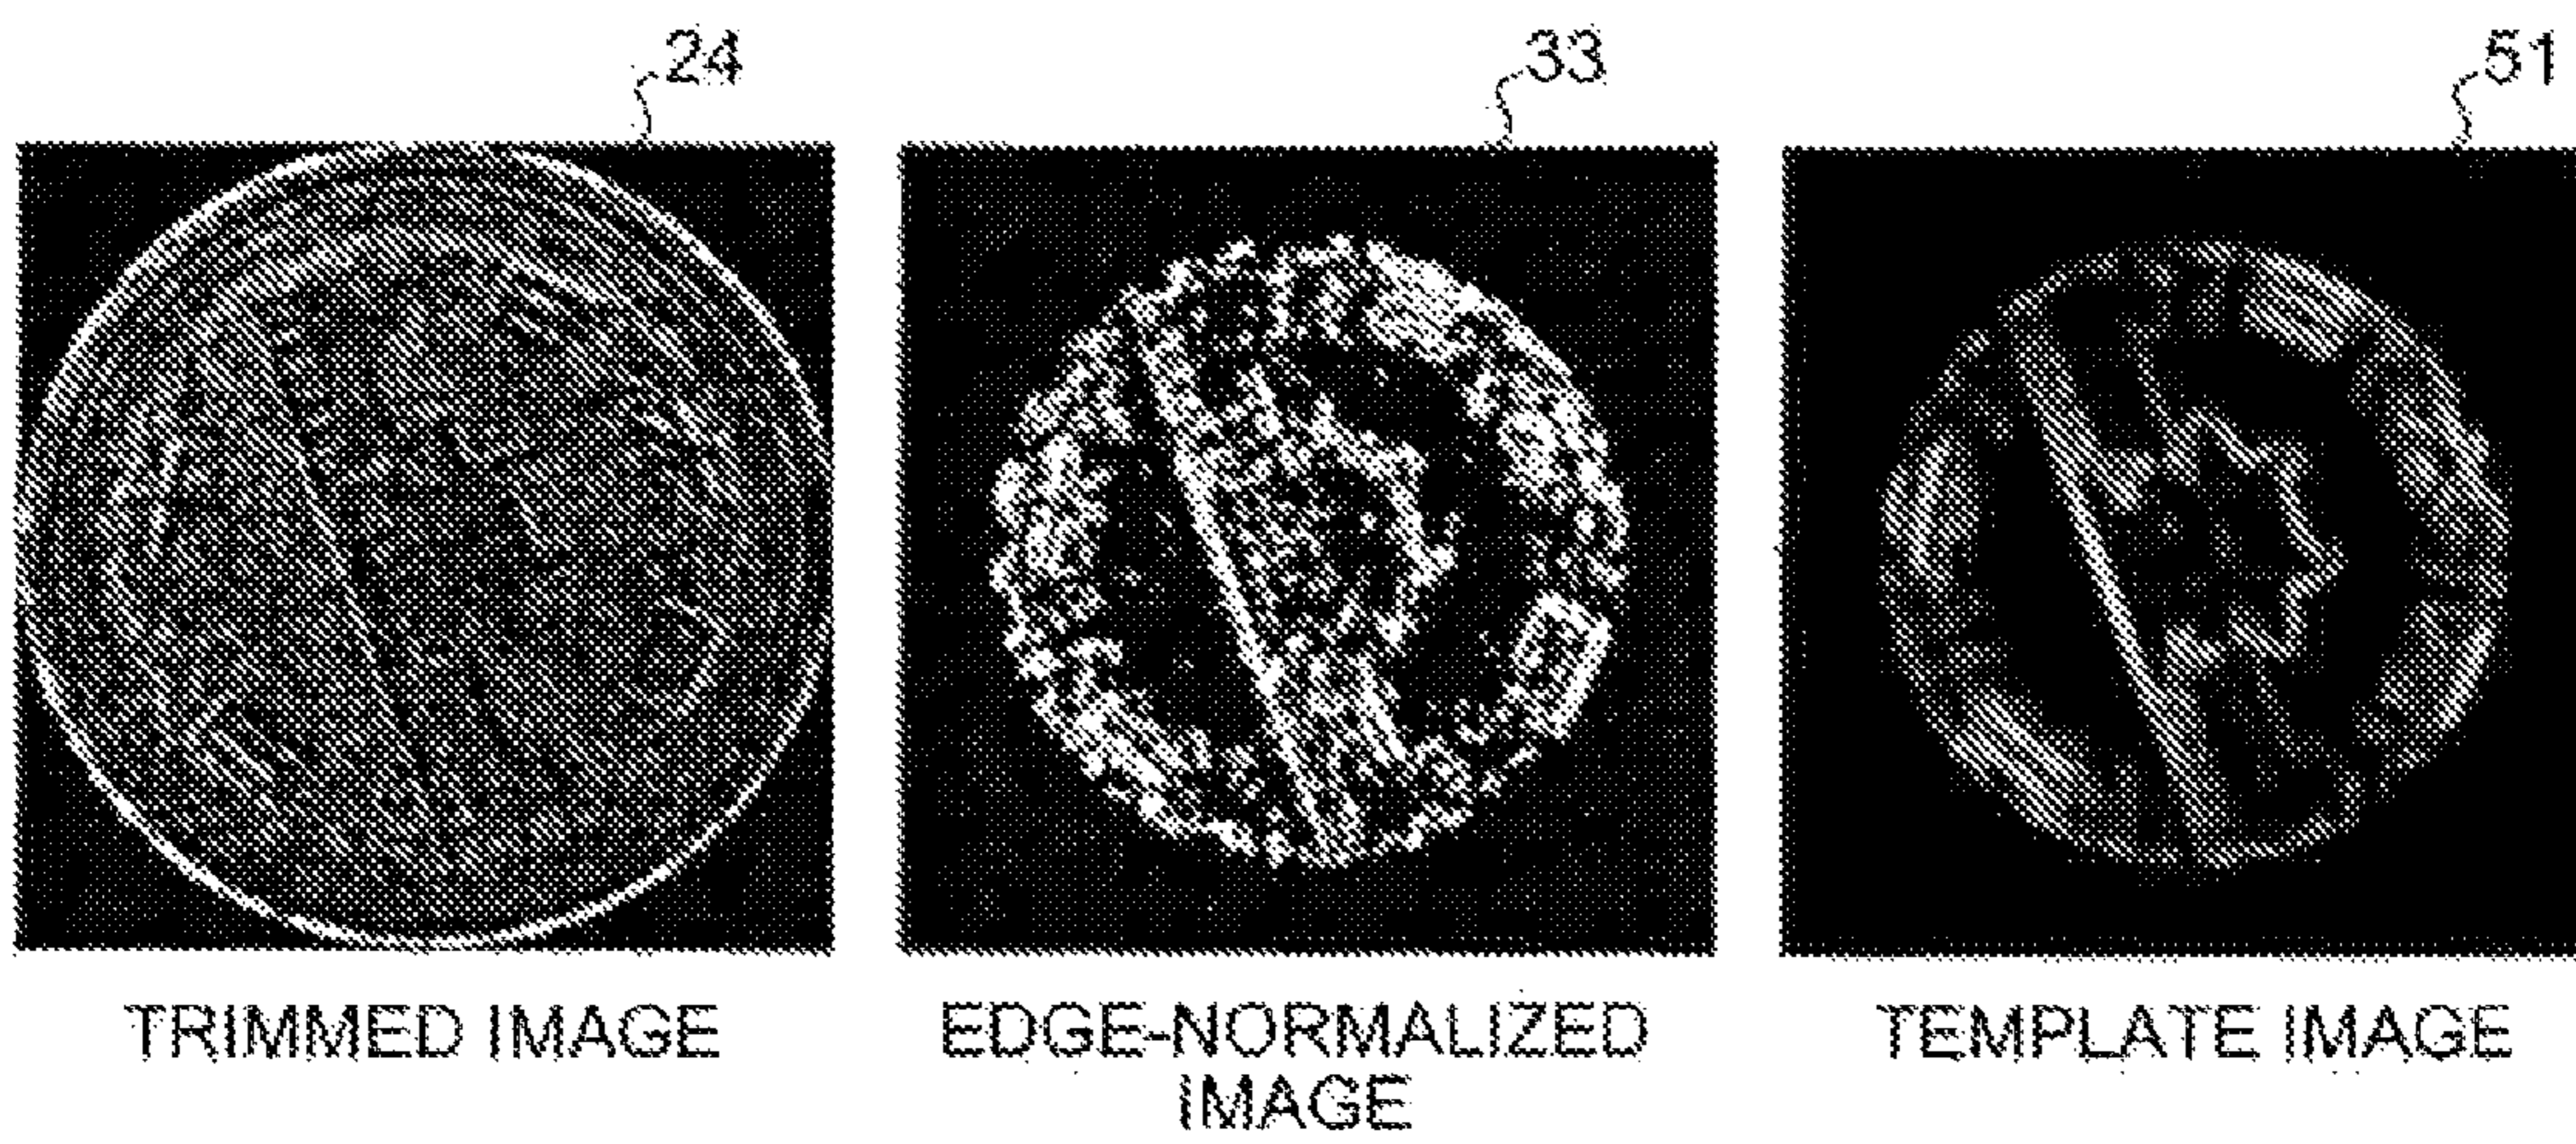 24
33
51
TRIMMED IMAGE
EDGE-NORMALIZED
IMAGE
TEMPLATE IMAGE